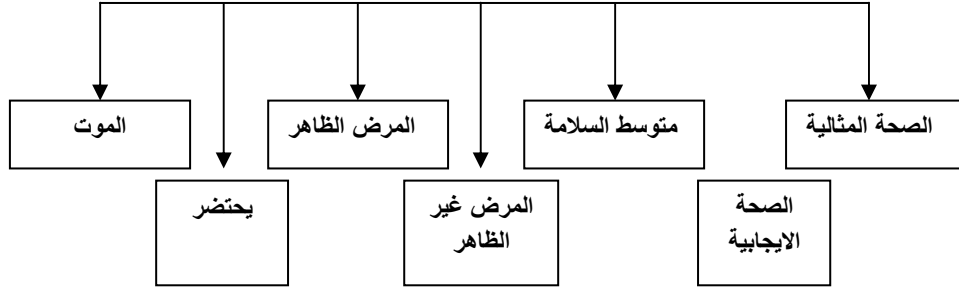 الصحة المثالية
متوسط السلامة
المرض الظاهر
الموت
الصحة
الايجابية
المرض غير
الظاهر
يحتضر